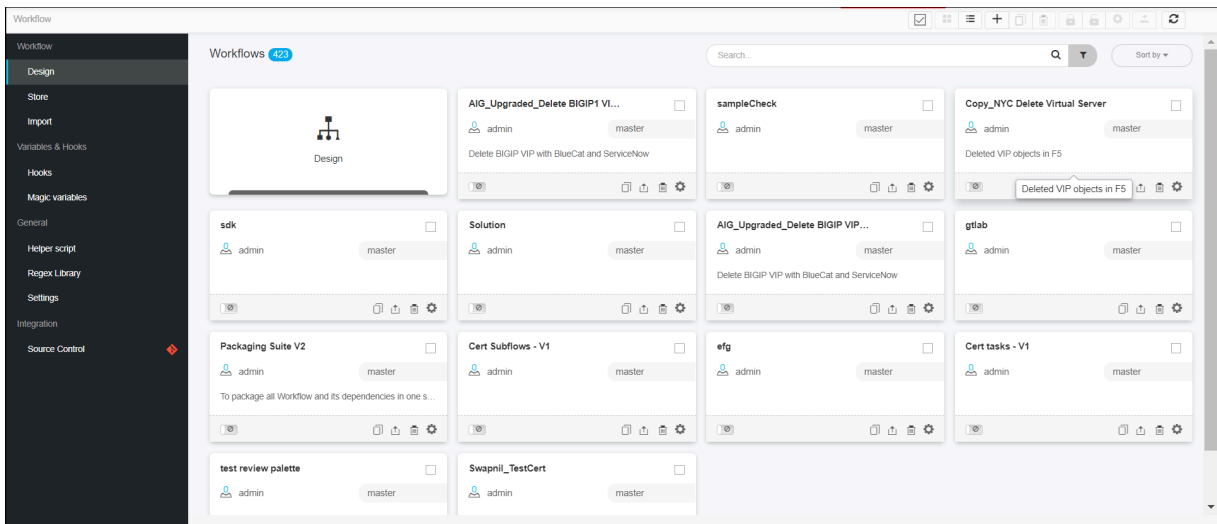 Workflow
Workflow
Design
Store
Import
Variables & Hooks
Hooks
Magic variables
General
Helper script
Regex Library
Settings
Integration
Source Control
Workflows 423
Search...
Sort by
Design
AIG_Upgraded_Delete BIGIP1 VI...
admin master
Delete BIGIP VIP with BlueCat and ServiceNow
sampleCheck
admin master
Copy_NYC Delete Virtual Server
admin master
Deleted VIP objects in F5
Deleted VIP objects in F5
sdk
admin master
Solution
admin master
AIG_Upgraded_Delete BIGIP VIP...
admin master
Delete BIGIP VIP with BlueCat and ServiceNow
gtlab
admin master
Packaging Suite V2
admin master
To package all Workflow and its dependencies in one s...
Cert Subflows - V1
admin master
efg
admin master
Cert tasks - V1
admin master
test review palette
admin master
Swapnil_TestCert
admin master